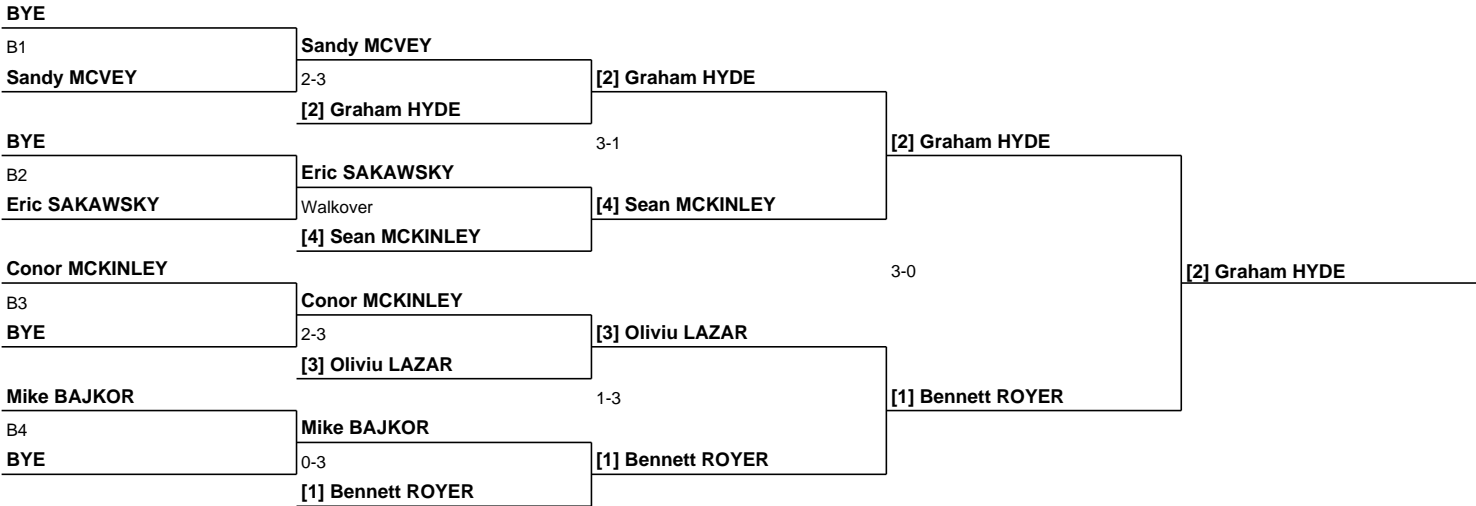 BYE
B1
Sandy MCVEY
Sandy MCVEY
2-3
[2] Graham HYDE
[2] Graham HYDE
BYE
B2
Eric SAKAWSKY
Eric SAKAWSKY
Walkover
[4] Sean MCKINLEY
3-1
[4] Sean MCKINLEY
[2] Graham HYDE
Conor MCKINLEY
B3
BYE
Conor MCKINLEY
2-3
[3] Oliviu LAZAR
[3] Oliviu LAZAR
Mike BAJKOR
B4
BYE
Mike BAJKOR
0-3
[1] Bennett ROYER
1-3
[1] Bennett ROYER
[1] Bennett ROYER
3-0
[2] Graham HYDE